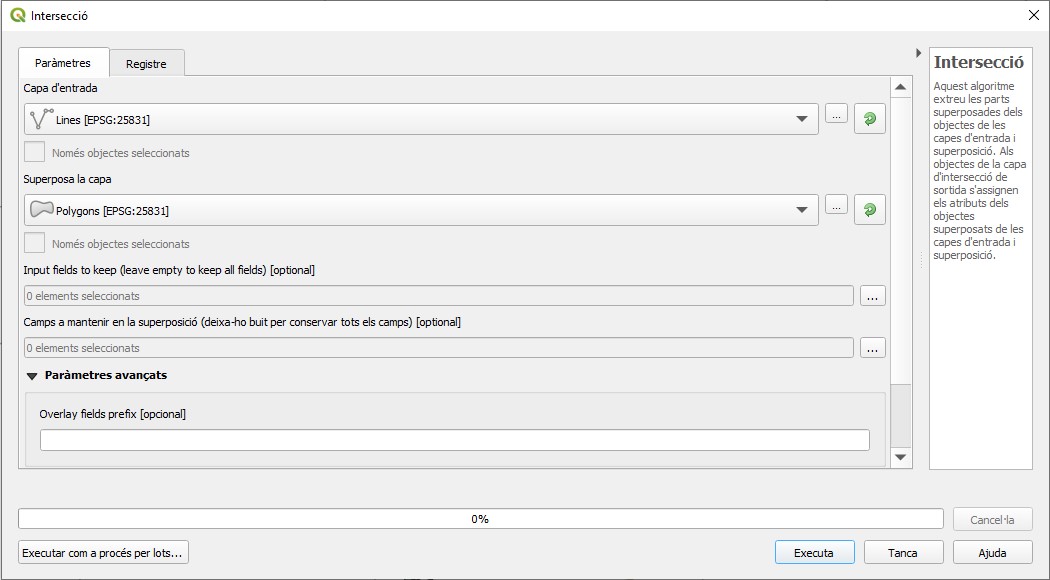 Intersecció
Paràmetres
Registre
Capa d'entrada
Lines [EPSG:25831]
...
Només objectes seleccionats
Superposa la capa
Polygons [EPSG:25831]
...
Només objectes seleccionats
Input fields to keep (leave empty to keep all fields) [optional]
0 elements seleccionats
...
Camps a mantenir en la superposició (deixa-ho buit per conservar tots els camps) [optional]
0 elements seleccionats
...
Paràmetres avançats
Overlay fields prefix [opcional]
Intersecció
Aquest algoritme
extreu les parts
superposades dels
objectes de les
capes d'entrada i
superposició. Als
objectes de la capa
d'intersecció de
sortida s'assignen
els atributs dels
objectes
superposats de les
capes d'entrada i
superposició.
0%
Cancel·la
Executar com a procés per lots...
Executa
Tanca
Ajuda